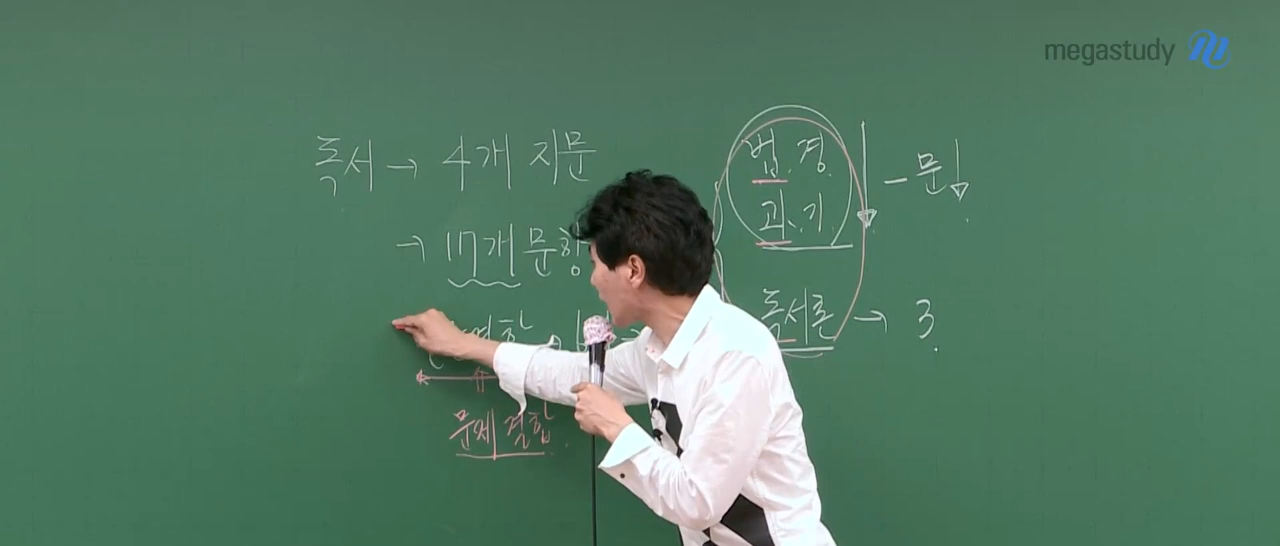 megastudy
독서 → 4개 지문
→ 17개 문항
문제 결합
법. 경.
과. 기.
- 문↓
독서론 → 3.